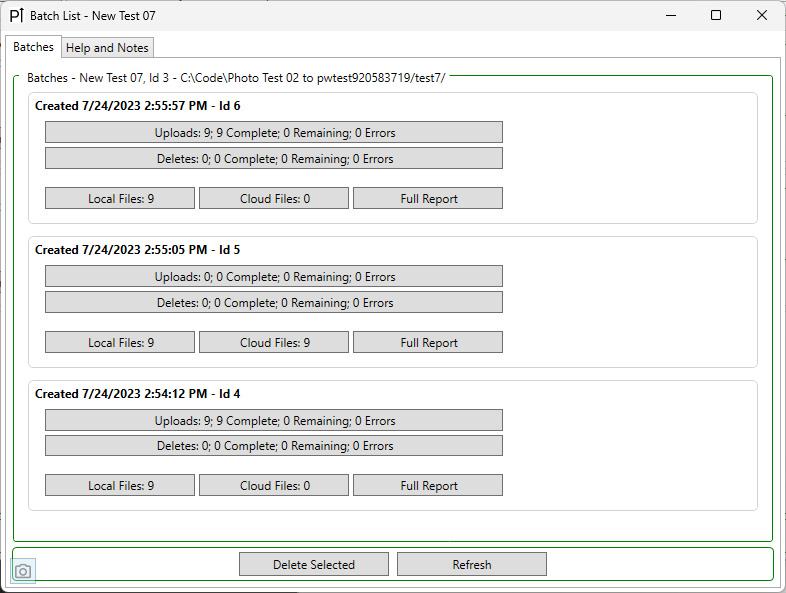 Batch List - New Test 07
Batches Help and Notes
Batches - New Test 07, Id 3 - C:\Code\Photo Test 02 to pwtest920583719/test7/
Created 7/24/2023 2:55:57 PM - Id 6
Uploads: 9; 9 Complete; 0 Remaining; 0 Errors
Deletes: 0; 0 Complete; 0 Remaining; 0 Errors
Local Files: 9 Cloud Files: 0 Full Report
Created 7/24/2023 2:55:05 PM - Id 5
Uploads: 0; 0 Complete; 0 Remaining; 0 Errors
Deletes: 0; 0 Complete; 0 Remaining; 0 Errors
Local Files: 9 Cloud Files: 9 Full Report
Created 7/24/2023 2:54:12 PM - Id 4
Uploads: 9; 9 Complete; 0 Remaining; 0 Errors
Deletes: 0; 0 Complete; 0 Remaining; 0 Errors
Local Files: 9 Cloud Files: 0 Full Report
Delete Selected Refresh